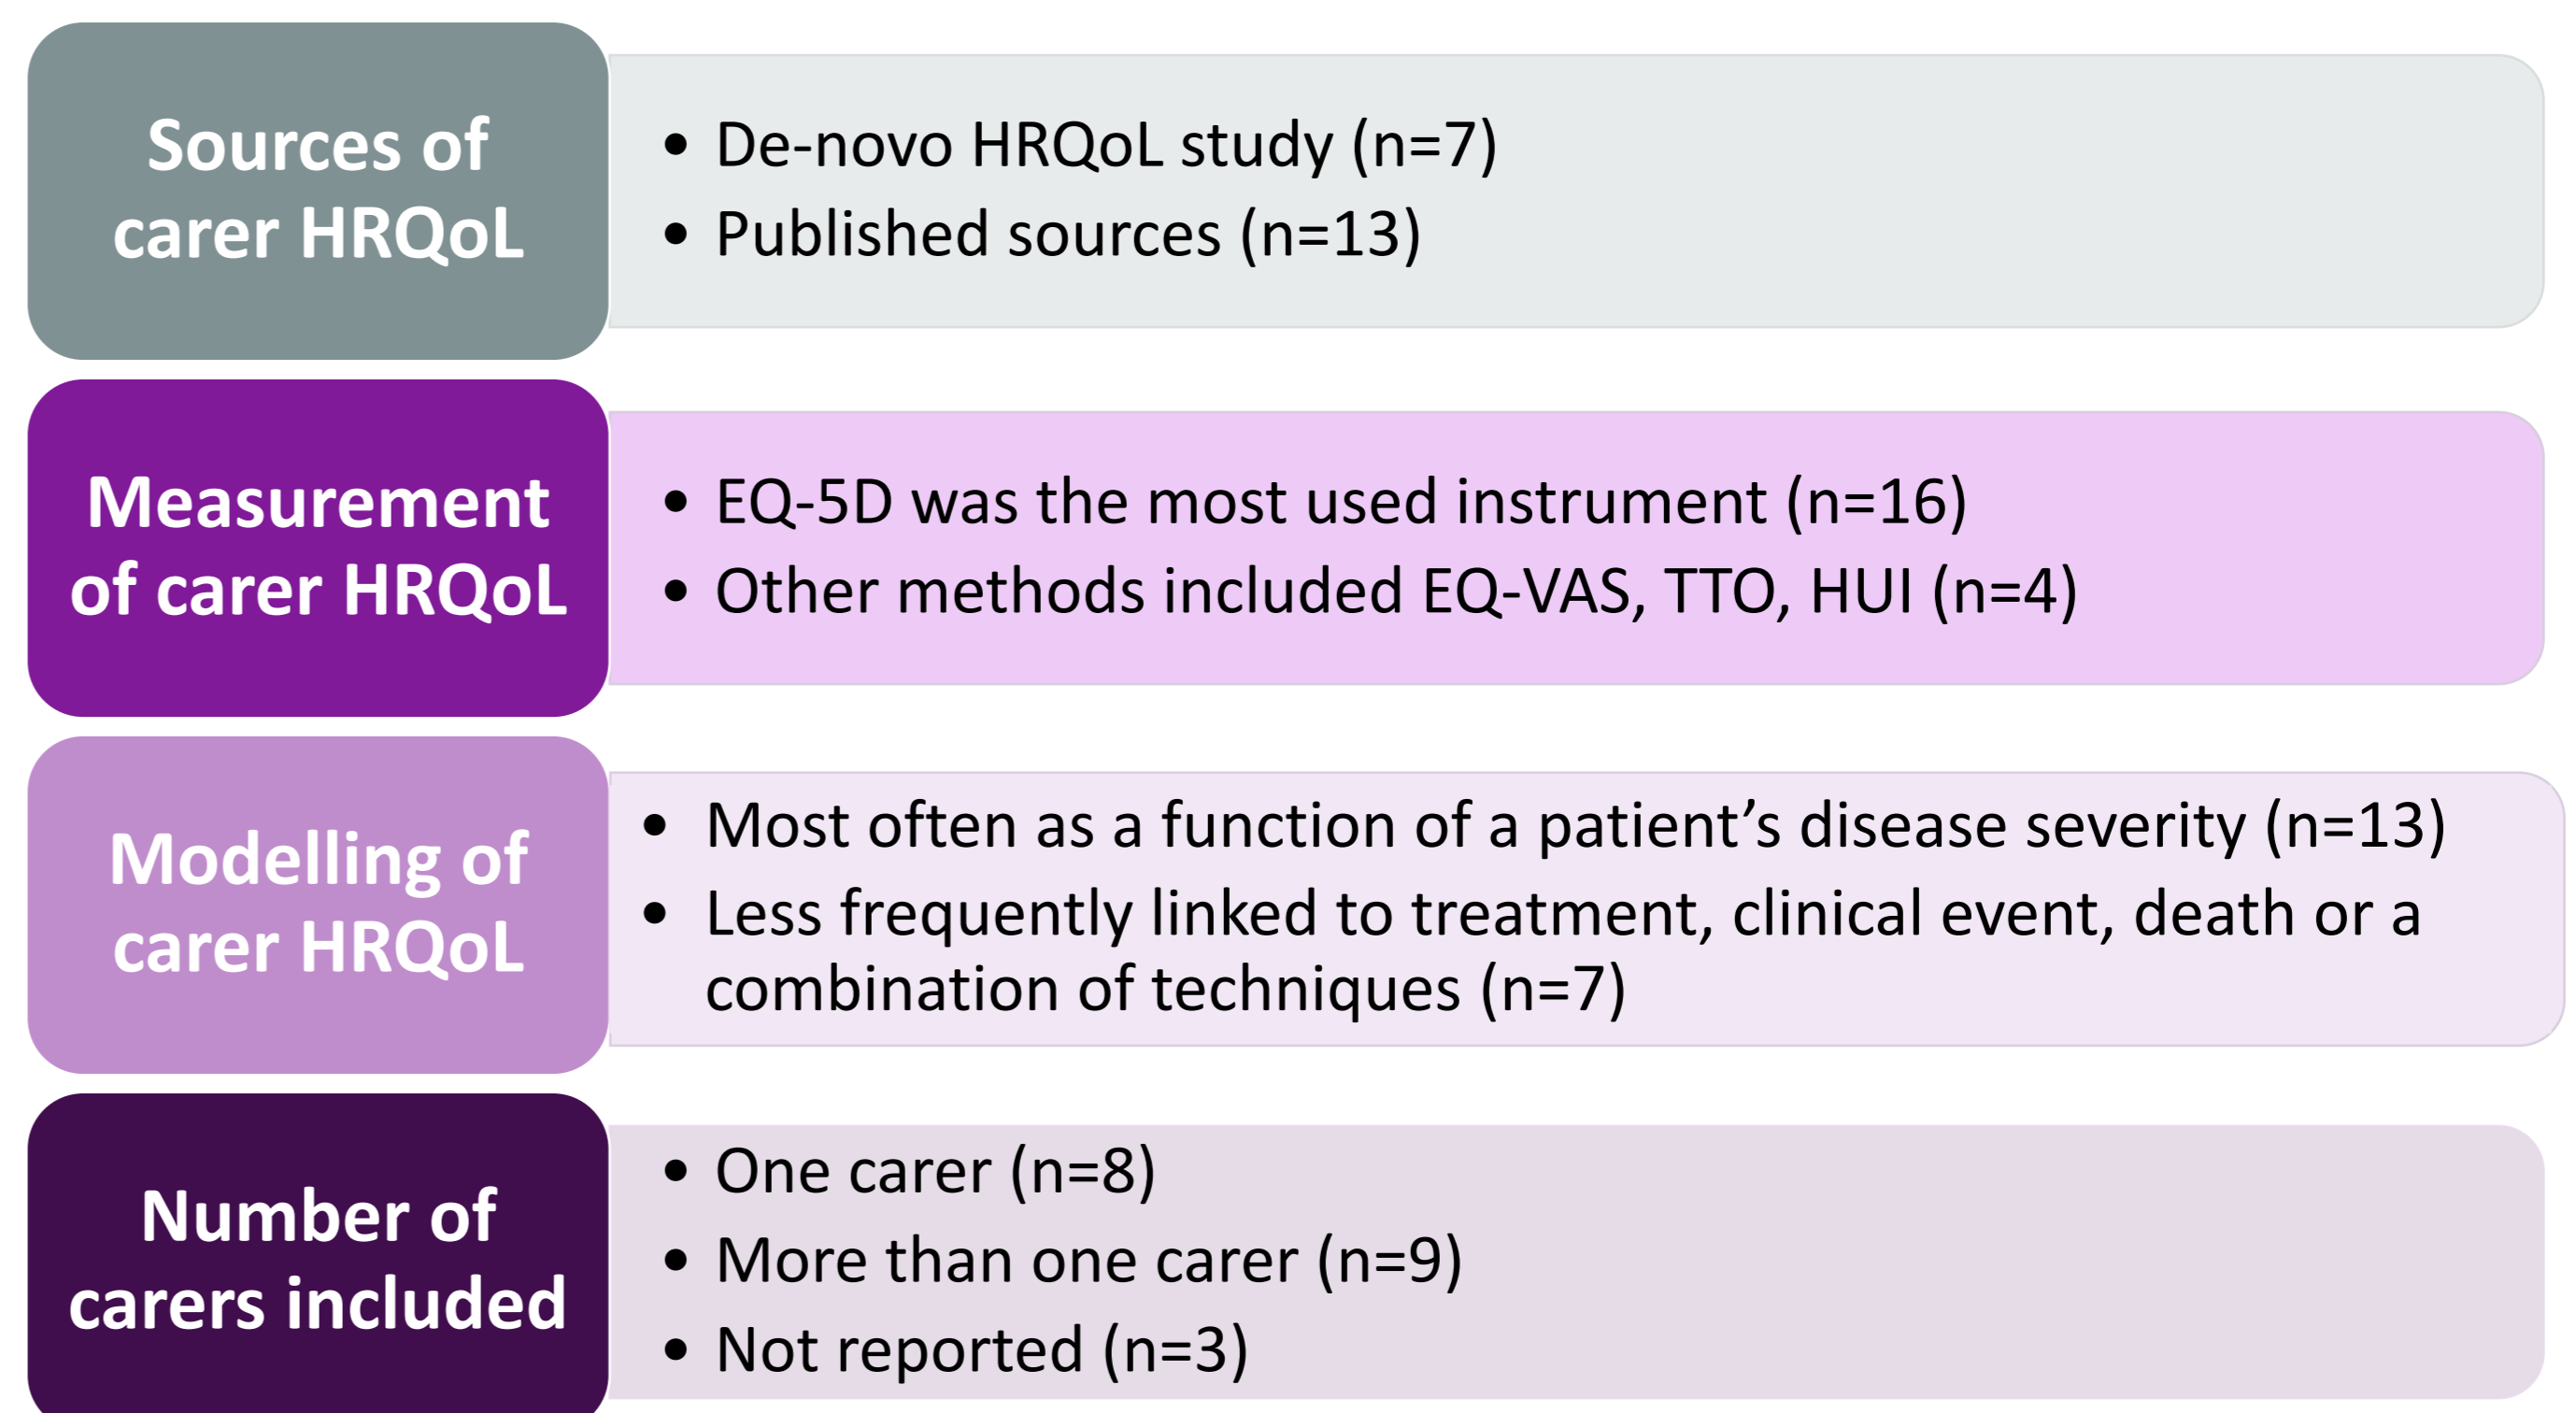 Sources of
carer HRQoL
• De-novo HRQoL study (n=7)
• Published sources (n=13)
Measurement
of carer HRQoL
• EQ-5D was the most used instrument (n=16)
• Other methods included EQ-VAS, TTO, HUI (n=4)
Modelling of
carer HRQoL
• Most often as a function of a patient’s disease severity (n=13)
• Less frequently linked to treatment, clinical event, death or a
combination of techniques (n=7)
Number of
carers included
• One carer (n=8)
• More than one carer (n=9)
• Not reported (n=3)